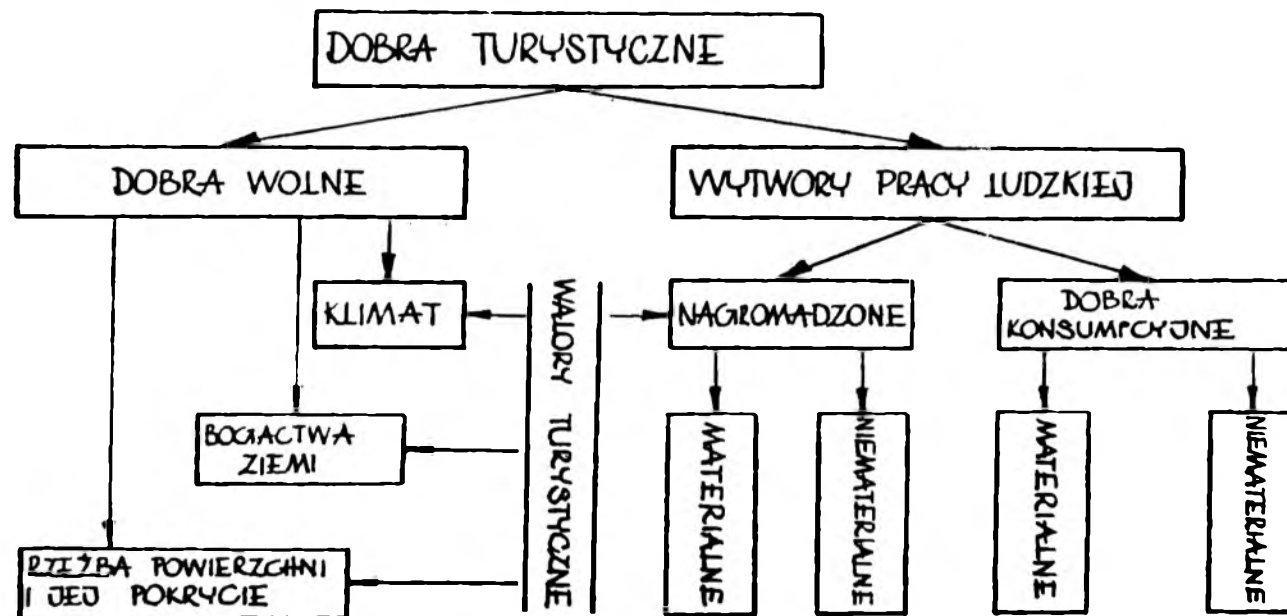 DOBRA TURYSTYCZNE
DOBRA WOLNE
WYTWORY PRACY LUDZKIEJ
KLIMAT
WALORY TURYSTYCZNE
NAGROMADZONE
DOBRA
KONSUMPCYJNE
BOGACTWA
ZIEMI
MATERIALNE
NIEMATERIALNE
MATERIALNE
NIEMATERIALNE
RZEŹBA POWIERZCHNI
I JEJ POKRYCIE